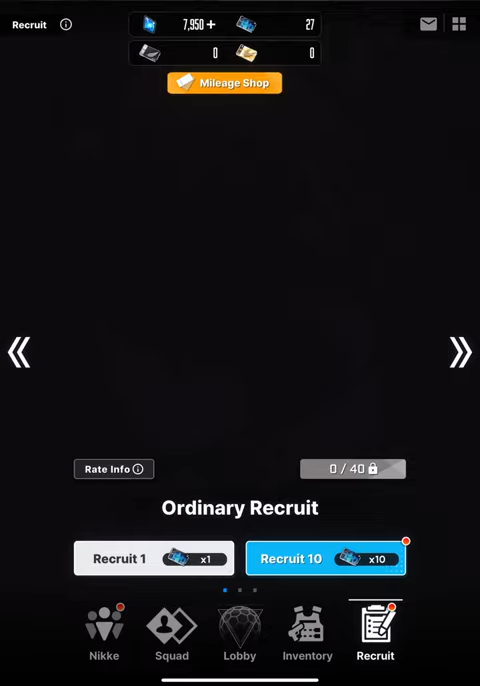 Recruit
7,950 +
27
0
0
Mileage Shop
Rate Info
0 / 40
Ordinary Recruit
Recruit 1 x1
Recruit 10 x10
Nikke
Squad
Lobby
Inventory
Recruit